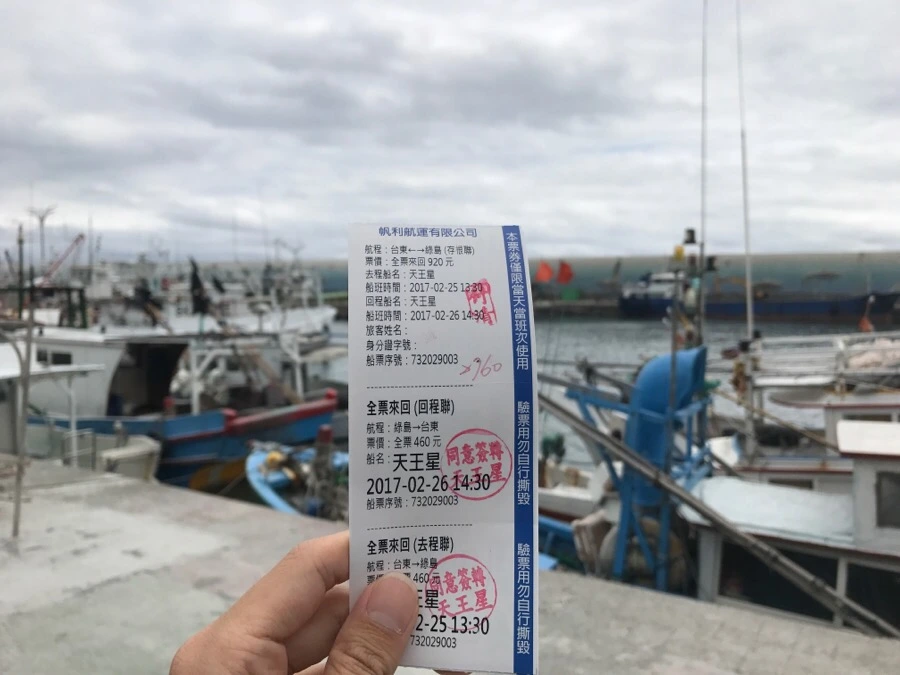 帆利航運有限公司
航程：台東←→綠島 (存根聯)
票價：全票來回 920 元
去程船名：天王星
船班時間：2017-02-25 13:30
回程船名：天王星
船班時間：2017-02-26 14:30
旅客姓名：
身分證字號：
船票序號：732029003
全票來回 (回程聯)
航程：綠島→台東
票價：全票 460 元
船名：天王星
2017-02-26 14:30
船票序號：732029003
同意簽轉
天王星
全票來回 (去程聯)
航程：台東→綠島
票價 票 460 元
王星
2-25 13:30
732029003
同意簽轉
天王星
本票券僅限當天當班次使用
驗票用勿自行撕毀
驗票用勿自行撕毀